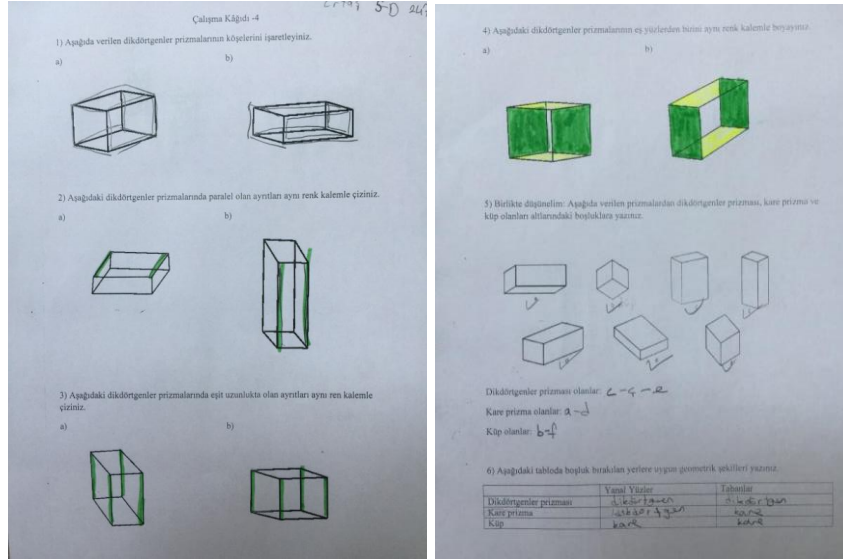 5-D
Çalışma Kâğıdı -4
1) Aşağıda verilen dikdörtgenler prizmalarının köşelerini işaretleyiniz.
a) b)
2) Aşağıdaki dikdörtgenler prizmalarında paralel olan ayrıtları aynı renk kalemle çiziniz.
a) b)
3) Aşağıdaki dikdörtgenler prizmalarında eşit uzunlukta olan ayrıtları aynı ren kalemle
çiziniz.
a) b)
4) Aşağıdaki dikdörtgenler prizmalarının eş yüzlerden birini aynı renk kalemle boyayınız.
a) b)
5) Birlikte düşünelim: Aşağıda verilen prizmalardan dikdörtgenler prizması, kare prizma ve
küp olanları altlarındaki boşluklara yazınız.
Dikdörtgenler prizması olanlar: c-ç-e
Kare prizma olanlar: a-d
Küp olanlar: b-f
6) Aşağıdaki tabloda boşluk bırakılan yerlere uygun geometrik şekilleri yazınız.
Yanal Yüzler Tabanlar
Dikdörtgenler prizması dikdörtgen dikdörtgen
Kare prizma dikdörtgen kare
Küp kare kare